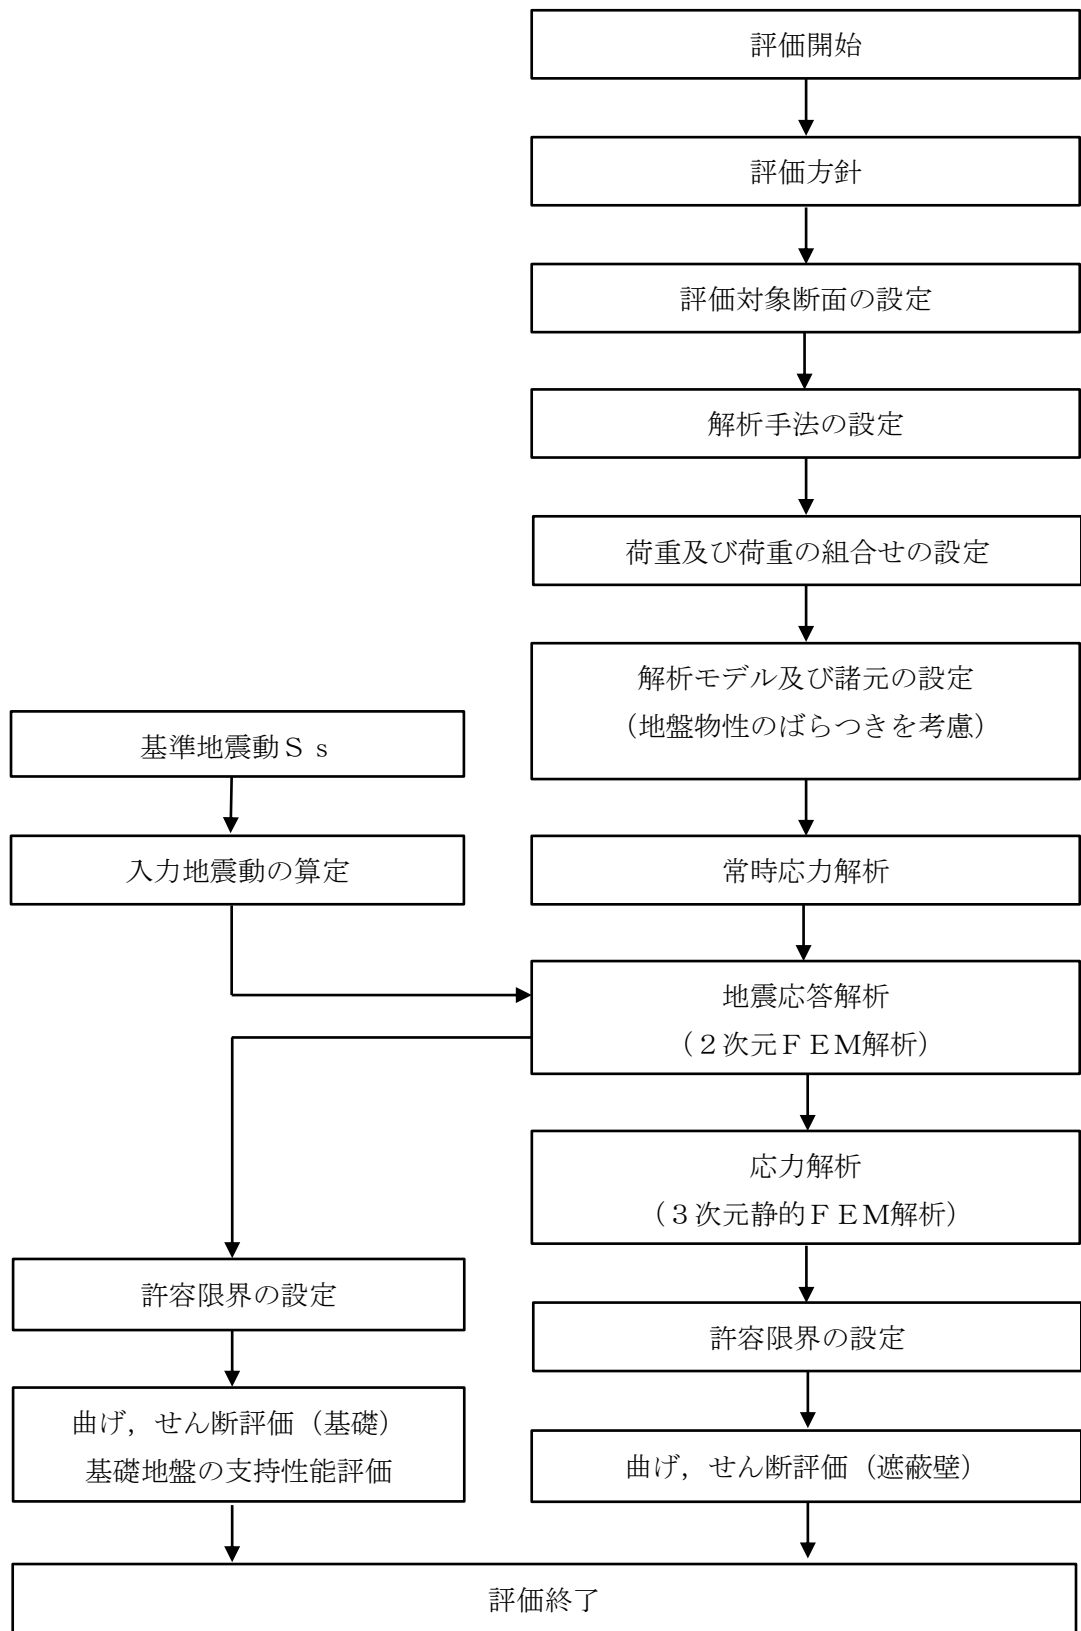 評価開始
評価方針
評価対象断面の設定
解析手法の設定
荷重及び荷重の組合せの設定
解析モデル及び諸元の設定
（地盤物性のばらつきを考慮）
基準地震動Ｓｓ
入力地震動の算定
常時応力解析
地震応答解析
（２次元ＦＥＭ解析）
応力解析
（３次元静的ＦＥＭ解析）
許容限界の設定
許容限界の設定
曲げ，せん断評価（基礎）
基礎地盤の支持性能評価
曲げ，せん断評価（遮蔽壁）
評価終了